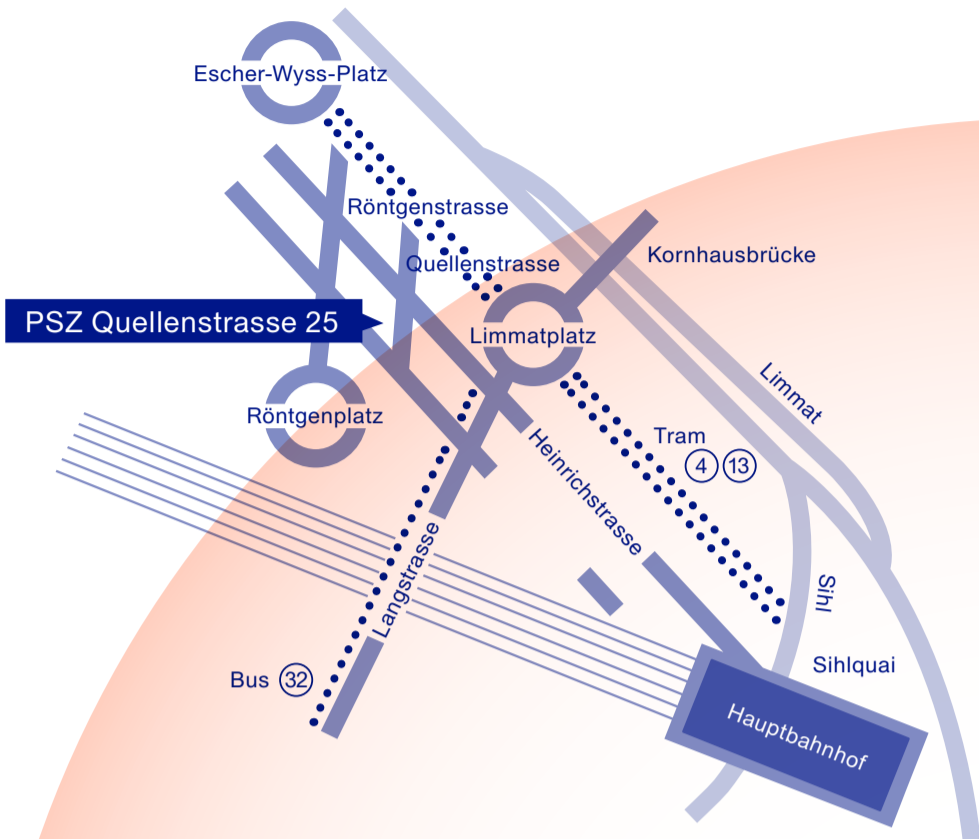 Escher-Wyss-Platz
Röntgenstrasse
Quellenstrasse
Kornhausbrücke
PSZ Quellenstrasse 25
Limmatplatz
Röntgenplatz
Limmat
Tram
4 13
Heinrichstrasse
Langstrasse
Sihl
Bus 32
Sihlquai
Hauptbahnhof